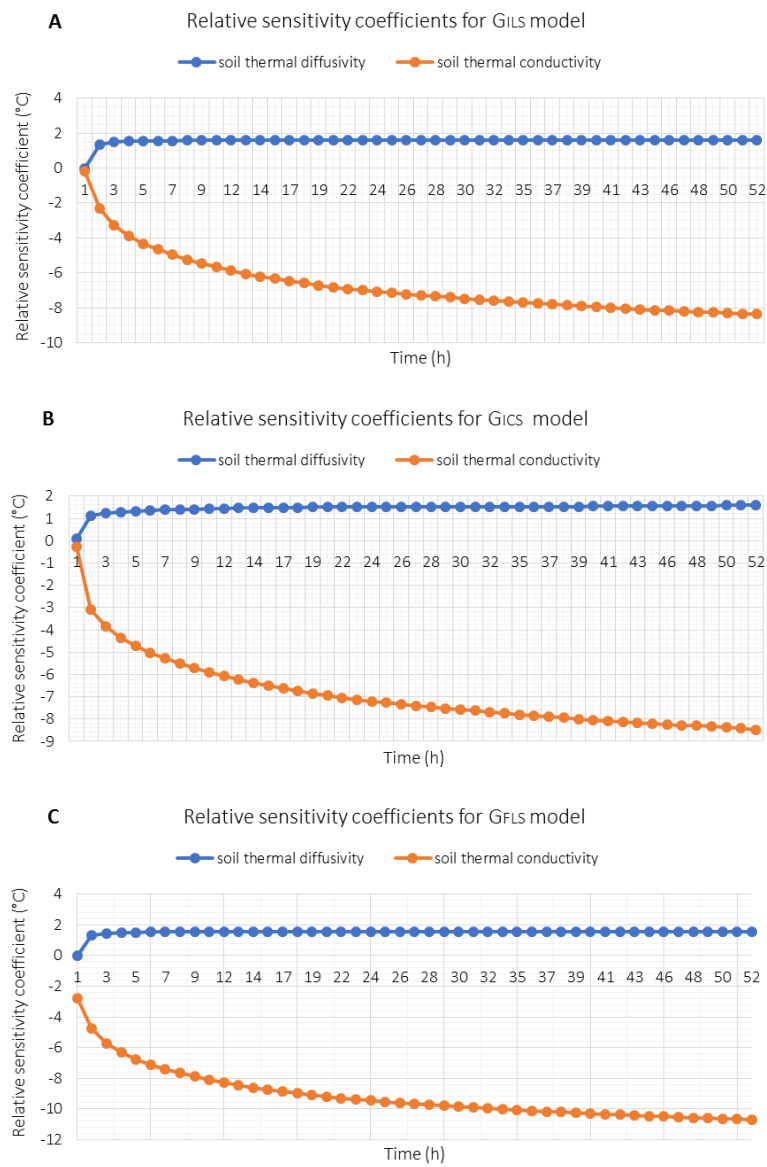 A Relative sensitivity coefficients for GILS model
soil thermal diffusivity soil thermal conductivity
Relative sensitivity coefficient (°C)
4
2
0
-2
-4
-6
-8
-10
1 3 5 7 9 12 14 17 19 22 24 26 28 30 32 35 37 39 41 43 46 48 50 52
Time (h)
B Relative sensitivity coefficients for GICS model
soil thermal diffusivity soil thermal conductivity
Relative sensitivity coefficient (°C)
2
1
0
-1
-2
-3
-4
-5
-6
-7
-8
-9
1 3 5 7 9 12 14 17 19 22 24 26 28 30 32 35 37 39 41 43 46 48 50 52
Time (h)
C Relative sensitivity coefficients for GFLS model
soil thermal diffusivity soil thermal conductivity
Relative sensitivity coefficient (°C)
4
2
0
-2
-4
-6
-8
-10
-12
1 3 5 7 9 12 14 17 19 22 24 26 28 30 32 35 37 39 41 43 46 48 50 52
Time (h)